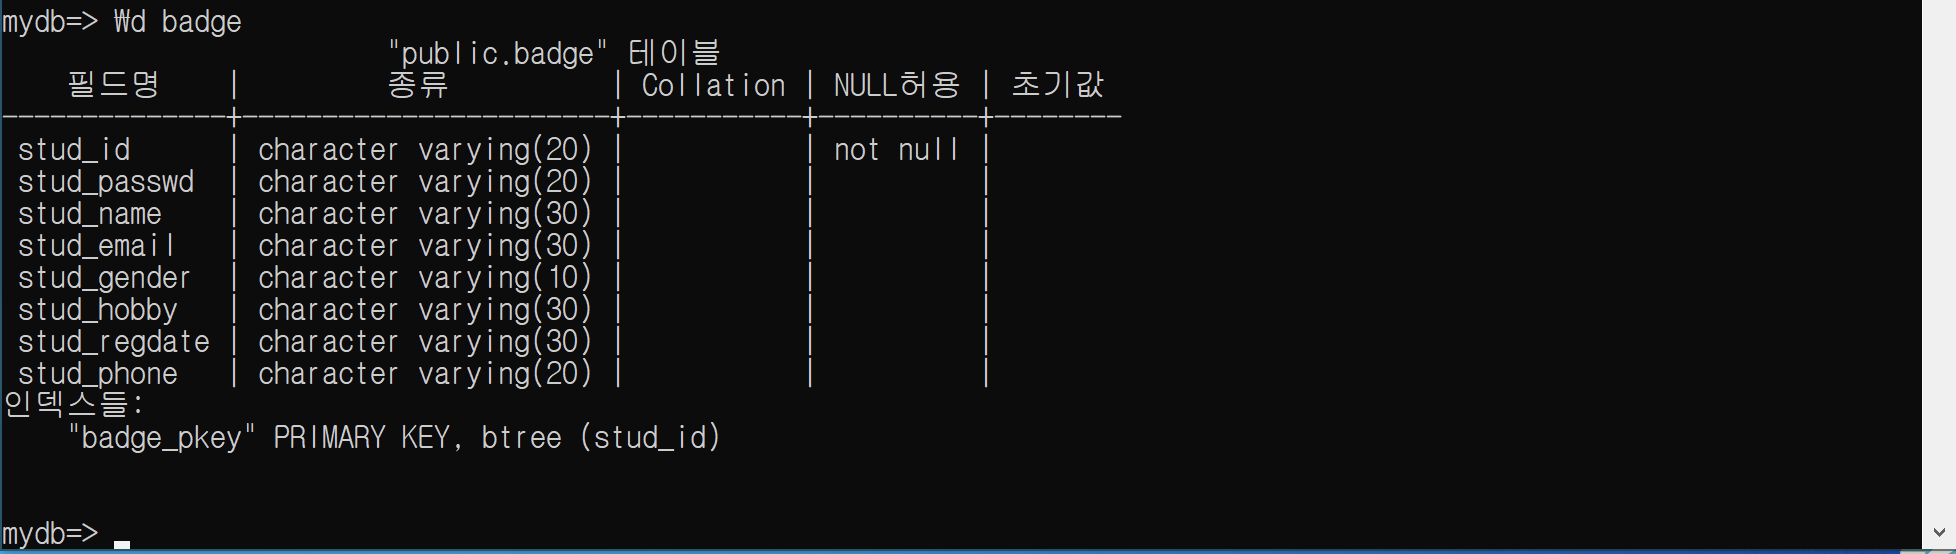 mydb=> ₩d badge
"public.badge" 테이블
필드명 | 종류 | Collation | NULL허용 | 초기값
--------------+-----------------------+-----------+----------+--------
stud_id | character varying(20) | | not null |
stud_passwd | character varying(20) | | |
stud_name | character varying(30) | | |
stud_email | character varying(30) | | |
stud_gender | character varying(10) | | |
stud_hobby | character varying(30) | | |
stud_regdate | character varying(30) | | |
stud_phone | character varying(20) | | |
인덱스들:
"badge_pkey" PRIMARY KEY, btree (stud_id)
mydb=>